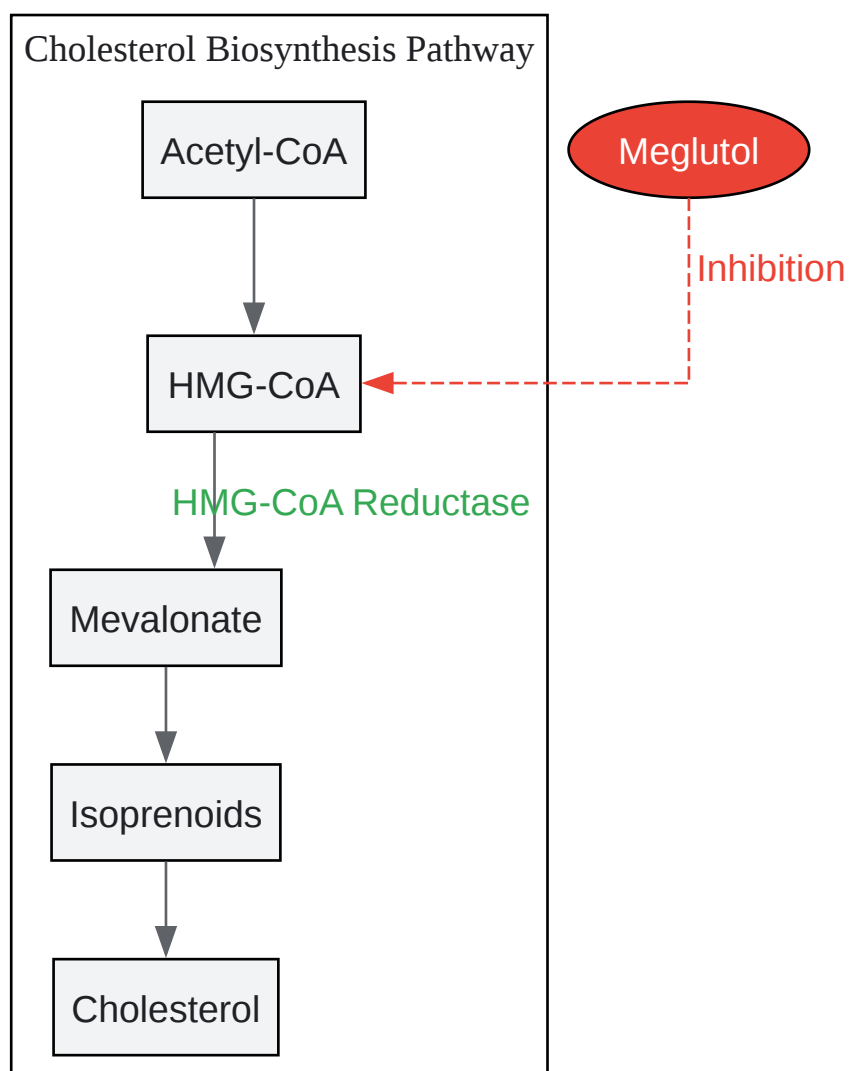 Cholesterol Biosynthesis Pathway
Acetyl-CoA
Meglutol
Inhibition
HMG-CoA
HMG-CoA Reductase
Mevalonate
Isoprenoids
Cholesterol